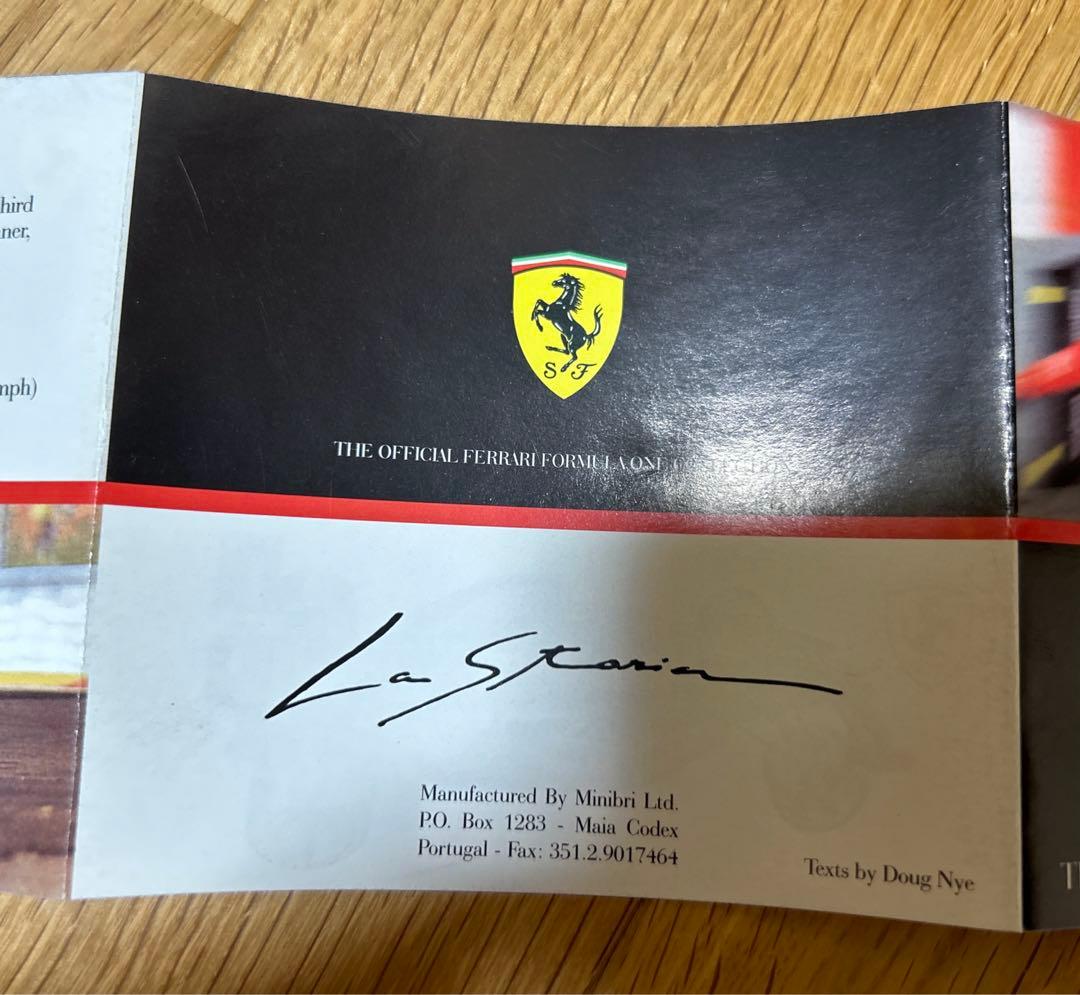 hird
ner,
mph)
S F
THE OFFICIAL FERRARI FORMULA ONE COLLECTION
La Storia
Manufactured By Minibri Ltd.
P.O. Box 1283 - Maia Codex
Portugal - Fax: 351.2.9017464
Texts by Doug Nye